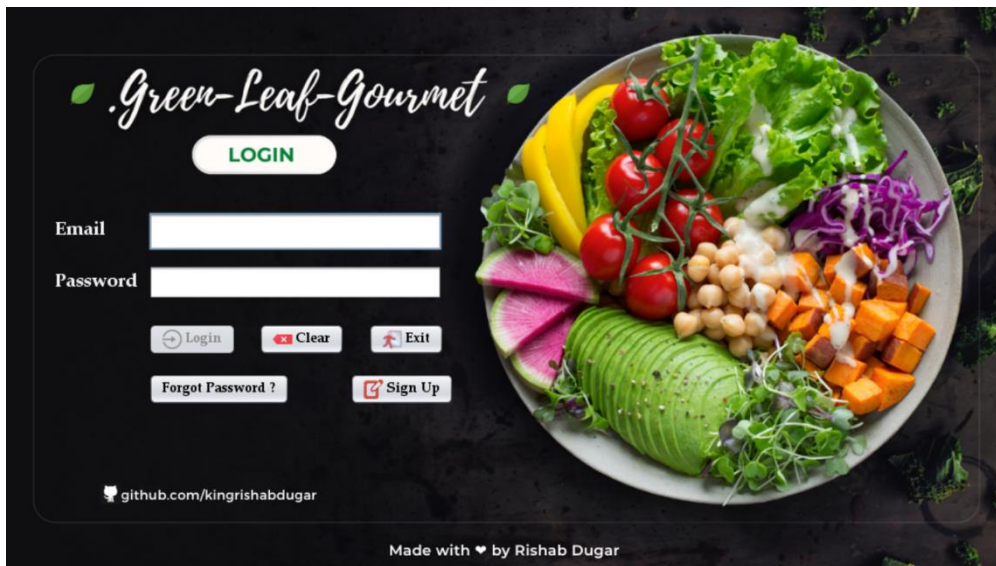 .Green-Leaf-Gourmet
LOGIN
Email
Password
Login
Clear
Exit
Forgot Password ?
Sign Up
github.com/kingrishabdugar
Made with ❤ by Rishab Dugar